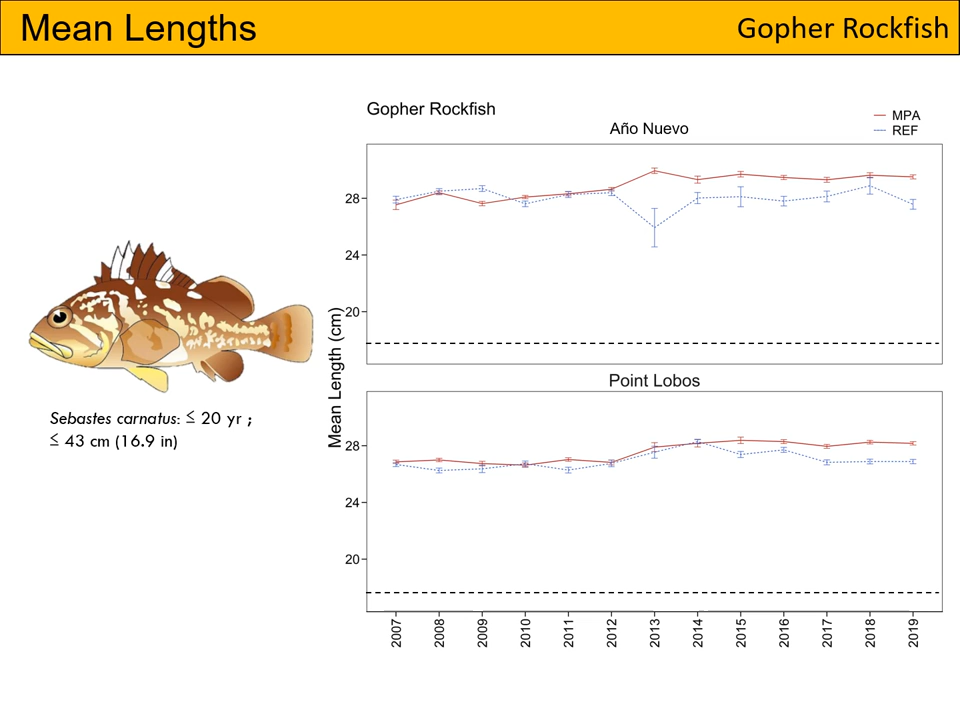 Mean Lengths
Gopher Rockfish
Gopher Rockfish
Año Nuevo
MPA
REF
28
24
20
Mean Length (cm)
Point Lobos
28
24
20
2007
2008
2009
2010
2011
2012
2013
2014
2015
2016
2017
2018
2019
Sebastes carnatus: ≤ 20 yr ;
≤ 43 cm (16.9 in)